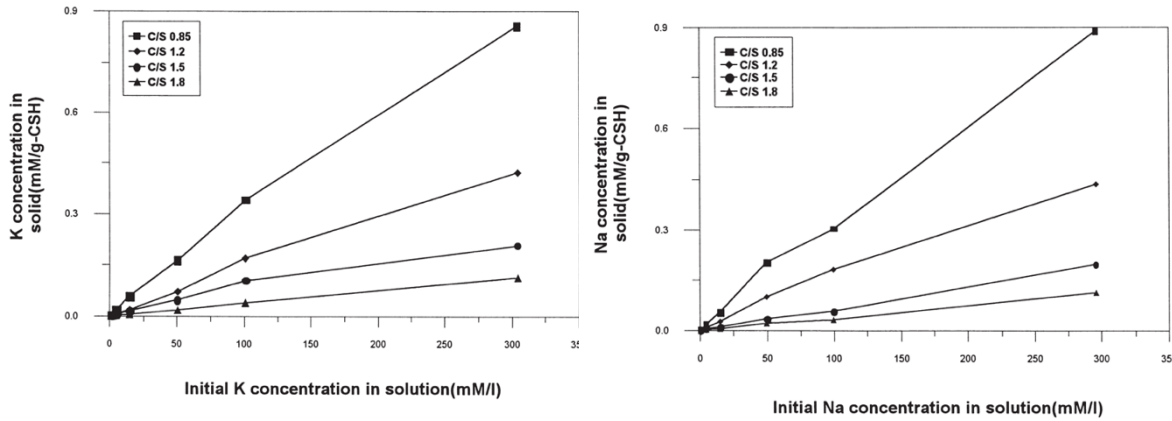 C/S 0.85
C/S 1.2
C/S 1.5
C/S 1.8
0.9
0.6
0.3
0.0
0
50
100
150
200
250
300
35
K concentration in
solid(mM/g-CSH)
Initial K concentration in solution(mM/l)
C/S 0.85
C/S 1.2
C/S 1.5
C/S 1.8
0.9
0.6
0.3
0.0
0
50
100
150
200
250
300
35
Na concentration in
solid(mM/g-CSH)
Initial Na concentration in solution(mM/l)